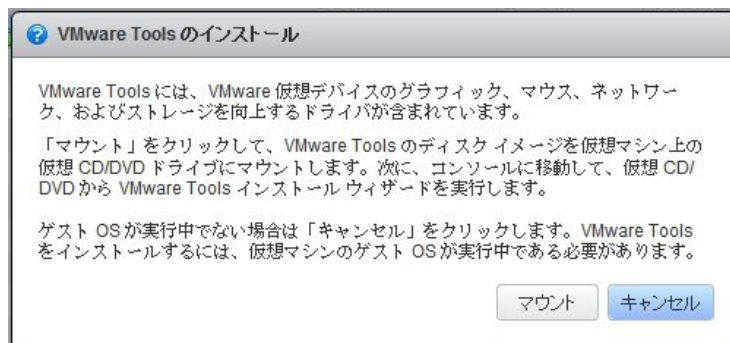 VMware Tools のインストール
VMware Tools には、VMware 仮想デバイスのグラフィック、マウス、ネットワー
ク、およびストレージを向上するドライバが含まれています。
「マウント」をクリックして、VMware Tools のディスク イメージを仮想マシン上の
仮想 CD/DVD ドライブにマウントします。次に、コンソールに移動して、仮想 CD/
DVD から VMware Tools インストール ウィザードを実行します。
ゲスト OS が実行中でない場合は「キャンセル」をクリックします。VMware Tools
をインストールするには、仮想マシンのゲスト OS が実行中である必要があります。
マウント キャンセル